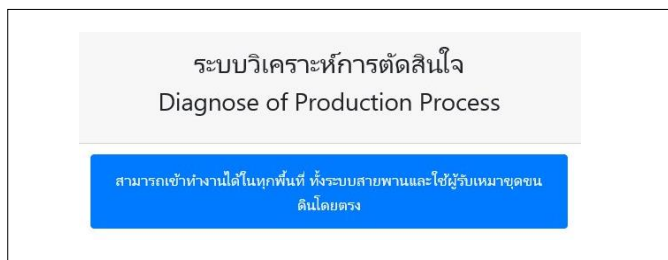 ระบบวิเคราะห์การตัดสินใจ
Diagnose of Production Process
สามารถเข้าทำงานได้ในทุกพื้นที่ ทั้งระบบสายพานและใช้ผู้รับเหมาขุดขน
ดินโดยตรง